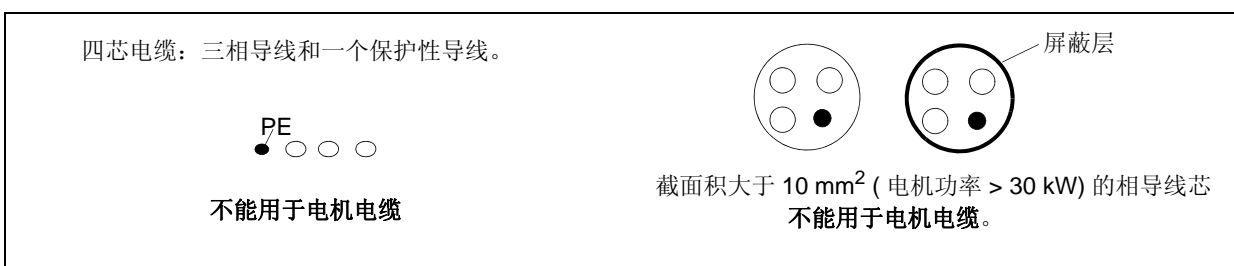 四芯电缆：三相导线和一个保护性导线。
PE
不能用于电机电缆
屏蔽层
截面积大于 10 mm² ( 电机功率 > 30 kW) 的相导线芯
不能用于电机电缆。